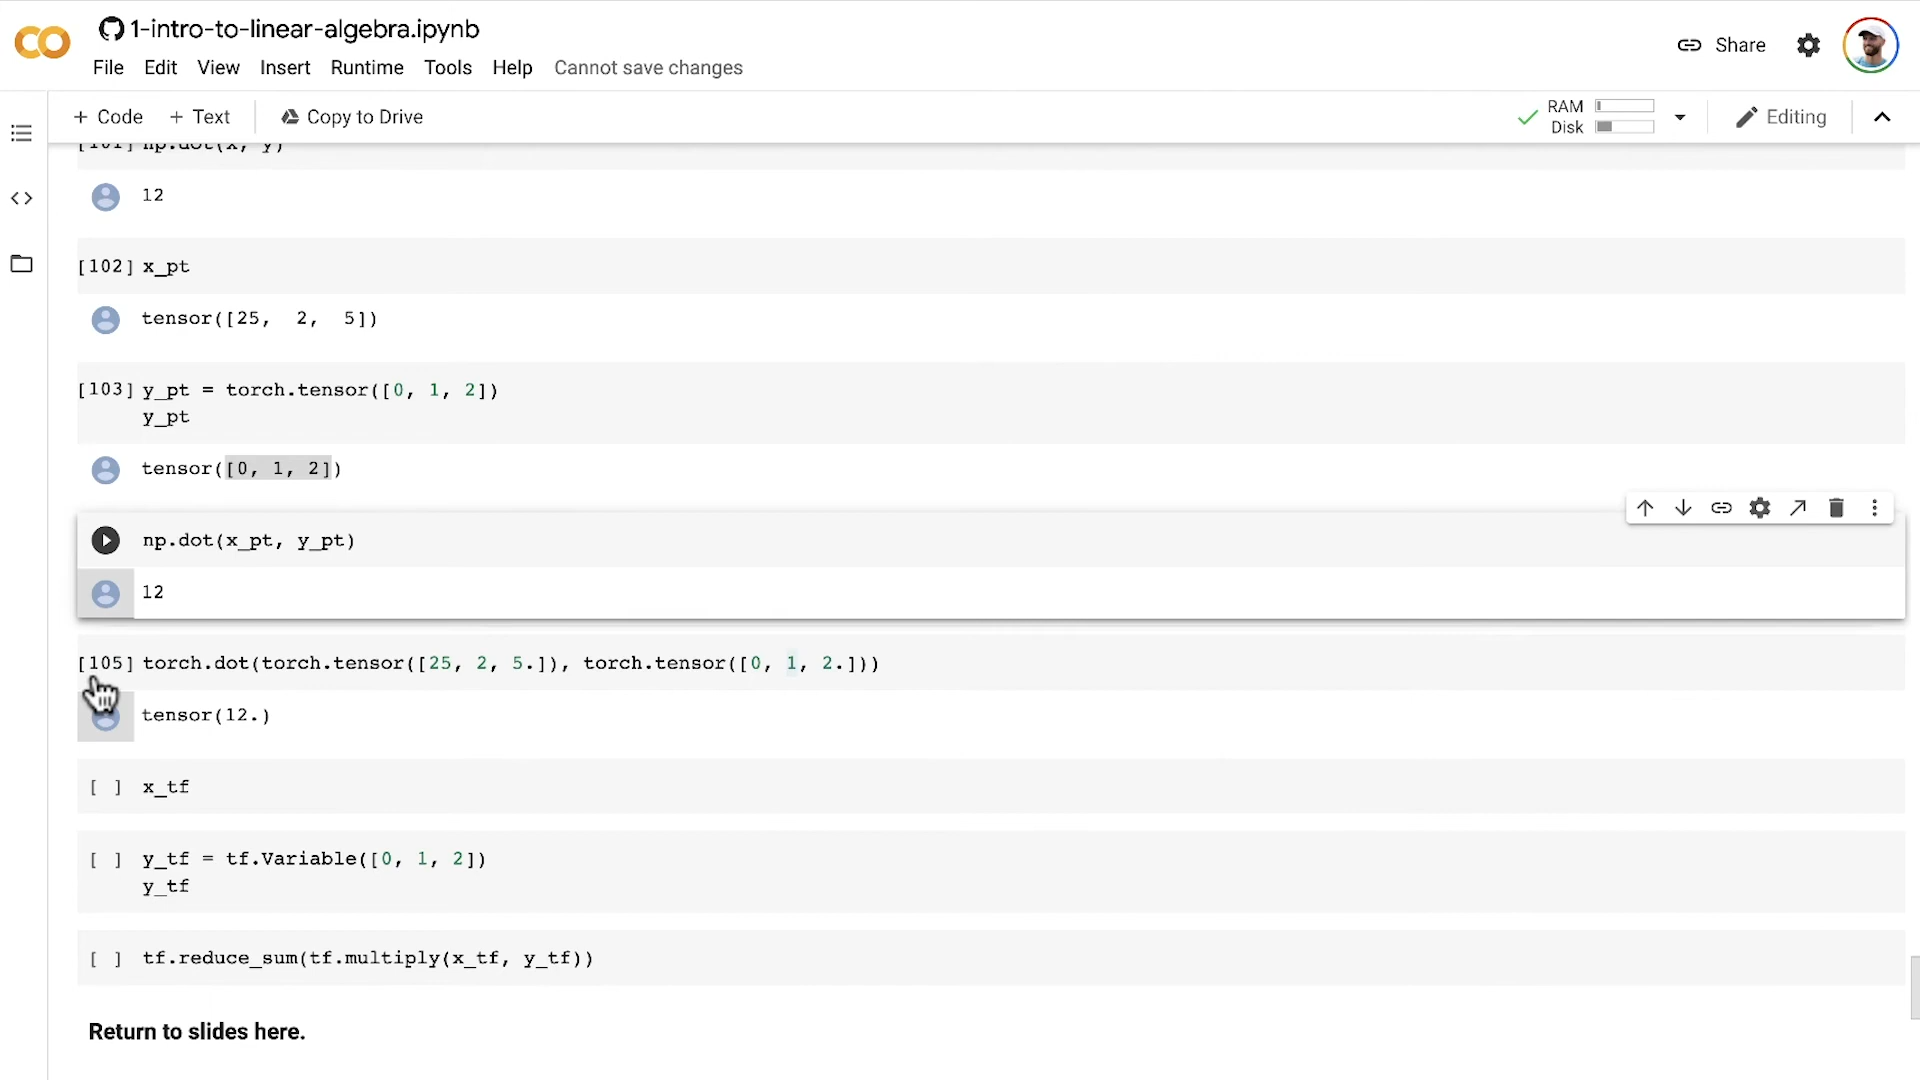 1-intro-to-linear-algebra.ipynb
File Edit View Insert Runtime Tools Help Cannot save changes
Share
+ Code + Text Copy to Drive
RAM
Disk
Editing
[101] np.dot(x, y)
12
[102] x_pt
tensor([25,  2,  5])
[103] y_pt = torch.tensor([0, 1, 2])
y_pt
tensor([0, 1, 2])
np.dot(x_pt, y_pt)
12
[105] torch.dot(torch.tensor([25, 2, 5.]), torch.tensor([0, 1, 2.]))
tensor(12.)
[ ] x_tf
[ ] y_tf = tf.Variable([0, 1, 2])
y_tf
[ ] tf.reduce_sum(tf.multiply(x_tf, y_tf))
Return to slides here.